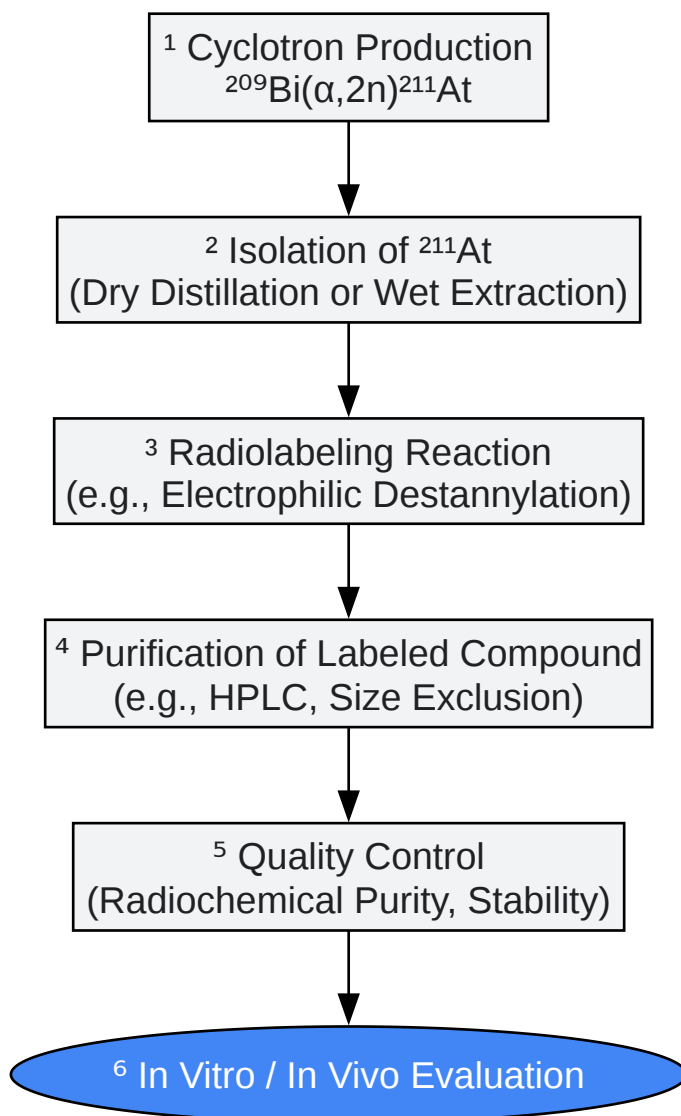 ¹ Cyclotron Production
²⁰⁹Bi(α,2n)²¹¹At
² Isolation of ²¹¹At
(Dry Distillation or Wet Extraction)
³ Radiolabeling Reaction
(e.g., Electrophilic Destannylation)
⁴ Purification of Labeled Compound
(e.g., HPLC, Size Exclusion)
⁵ Quality Control
(Radiochemical Purity, Stability)
⁶ In Vitro / In Vivo Evaluation